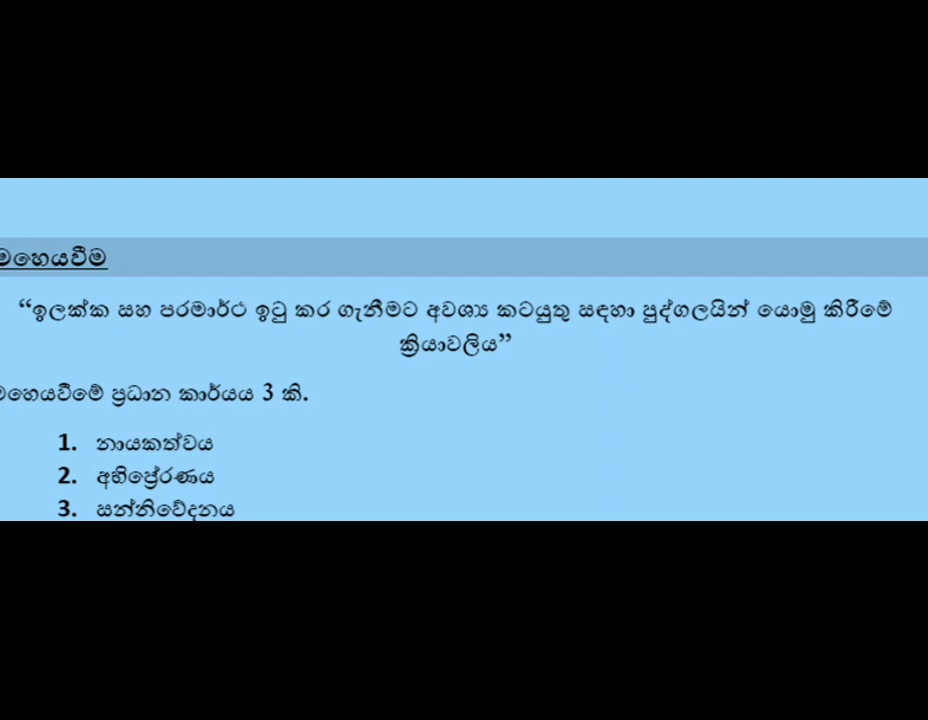 මෙහෙයවීම
“ඉලක්ක සහ පරමාර්ථ ඉටු කර ගැනීමට අවශ්‍ය කටයුතු සඳහා පුද්ගලයින් යොමු කිරීමේ
ක්‍රියාවලිය”
මෙහෙයවීමේ ප්‍රධාන කාර්යය 3 කි.
1. නායකත්වය
2. අභිප්‍රේරණය
3. සන්නිවේදනය